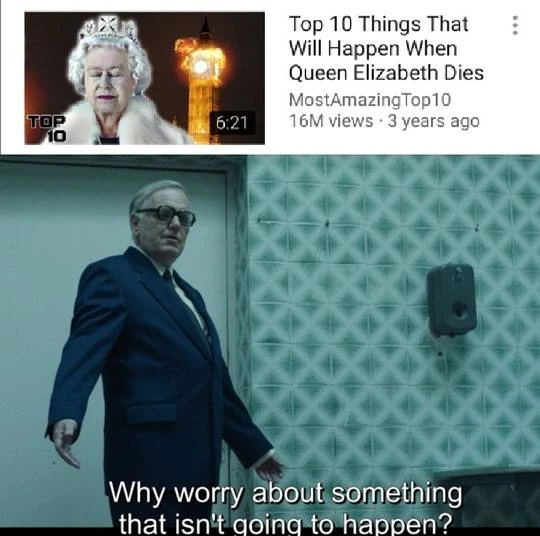 Top 10 Things That
Will Happen When
Queen Elizabeth Dies
MostAmazingTop10
16M views · 3 years ago
TOP
10
6:21
Why worry about something
that isn't going to happen?